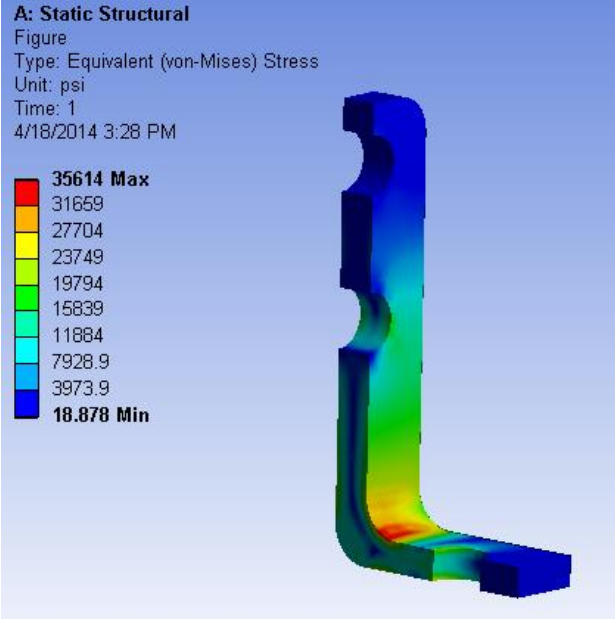 A: Static Structural
Figure
Type: Equivalent (von-Mises) Stress
Unit: psi
Time: 1
4/18/2014 3:28 PM
35614 Max
31659
27704
23749
19794
15839
11884
7928.9
3973.9
18.878 Min